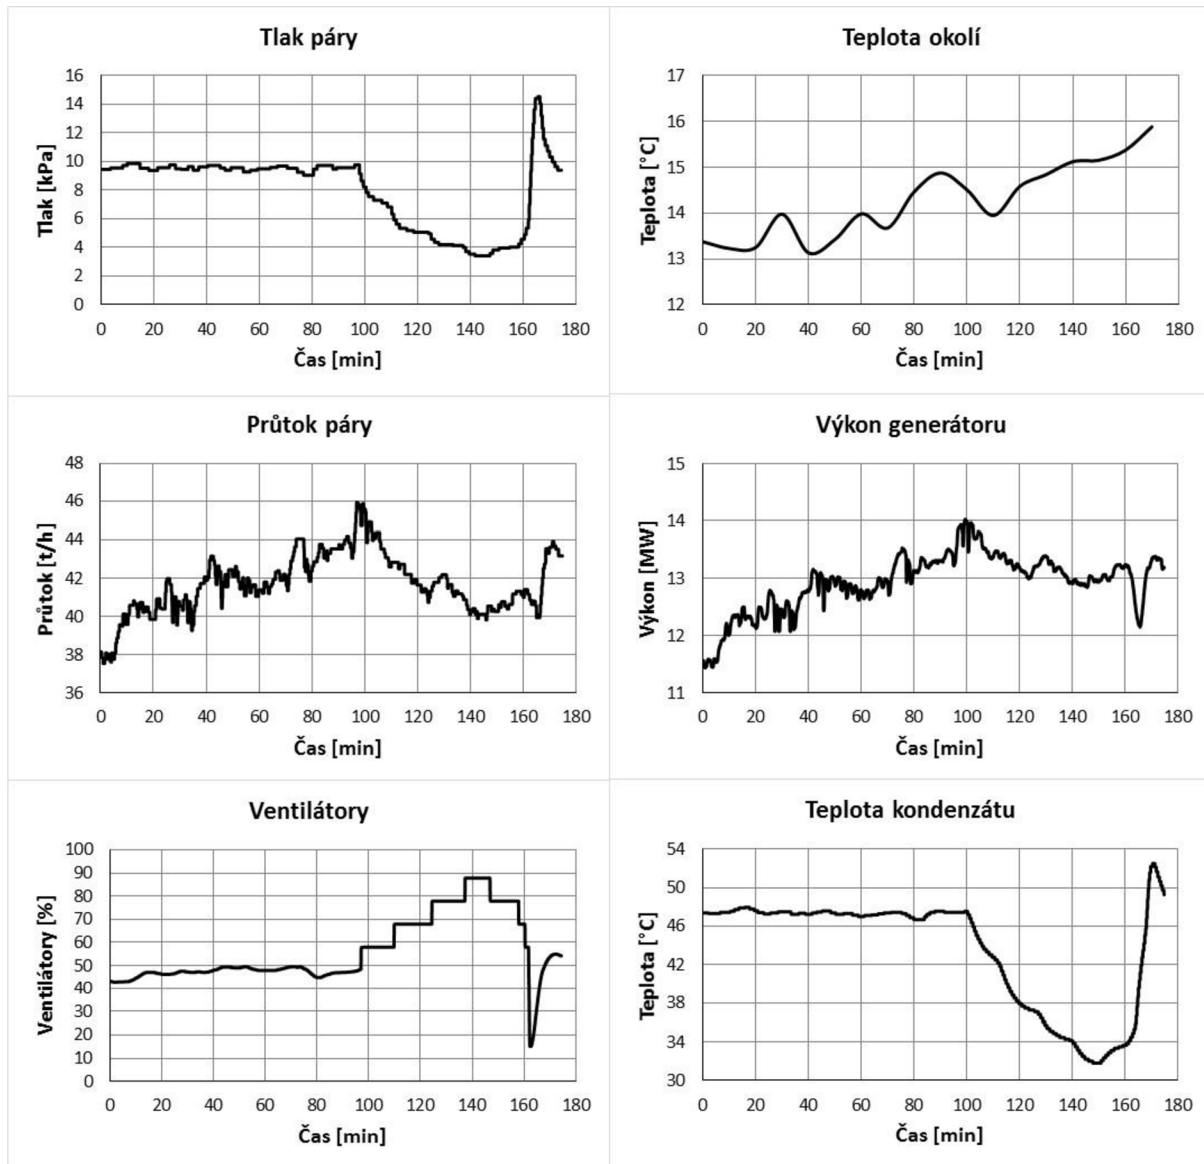 Tlak páry
Tlak [kPa]
16
14
12
10
8
6
4
2
0
0 20 40 60 80 100 120 140 160 180
Čas [min]
Teplota okolí
Teplota [°C]
17
16
15
14
13
12
0 20 40 60 80 100 120 140 160 180
Čas [min]
Průtok páry
Průtok [t/h]
48
46
44
42
40
38
36
0 20 40 60 80 100 120 140 160 180
Čas [min]
Výkon generátoru
Výkon [MW]
15
14
13
12
11
0 20 40 60 80 100 120 140 160 180
Čas [min]
Ventilátory
Ventilátory [%]
100
90
80
70
60
50
40
30
20
10
0
0 20 40 60 80 100 120 140 160 180
Čas [min]
Teplota kondenzátu
Teplota [°C]
54
50
46
42
38
34
30
0 20 40 60 80 100 120 140 160 180
Čas [min]